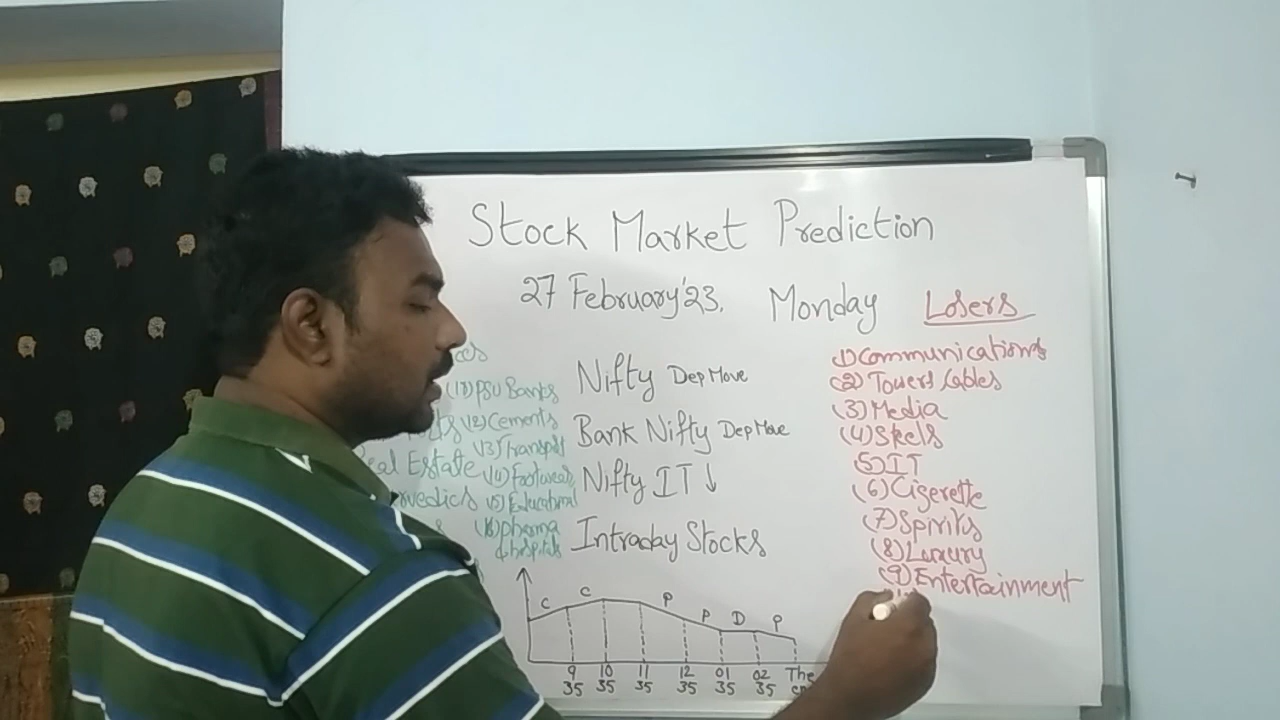 Stock Market Prediction
27 February'23. Monday
Losers
(1) Communications
(2) Towers Cables
(3) Media
(4)
(5) IT
(6) Cigerette
(7) Spirits
(8) Luxury
(9) Entertainment
Nifty Dep Move
Bank Nifty Dep Move
Nifty IT ↓
Intraday Stocks
PSU Banks
(12) Cements
(13) Transport
Real Estate (14) Footwear
(15) Educational
(16) pharma
& hospitals
C C P P D P
9 10 11 12 01 02 The
35 35 35 35 35 35